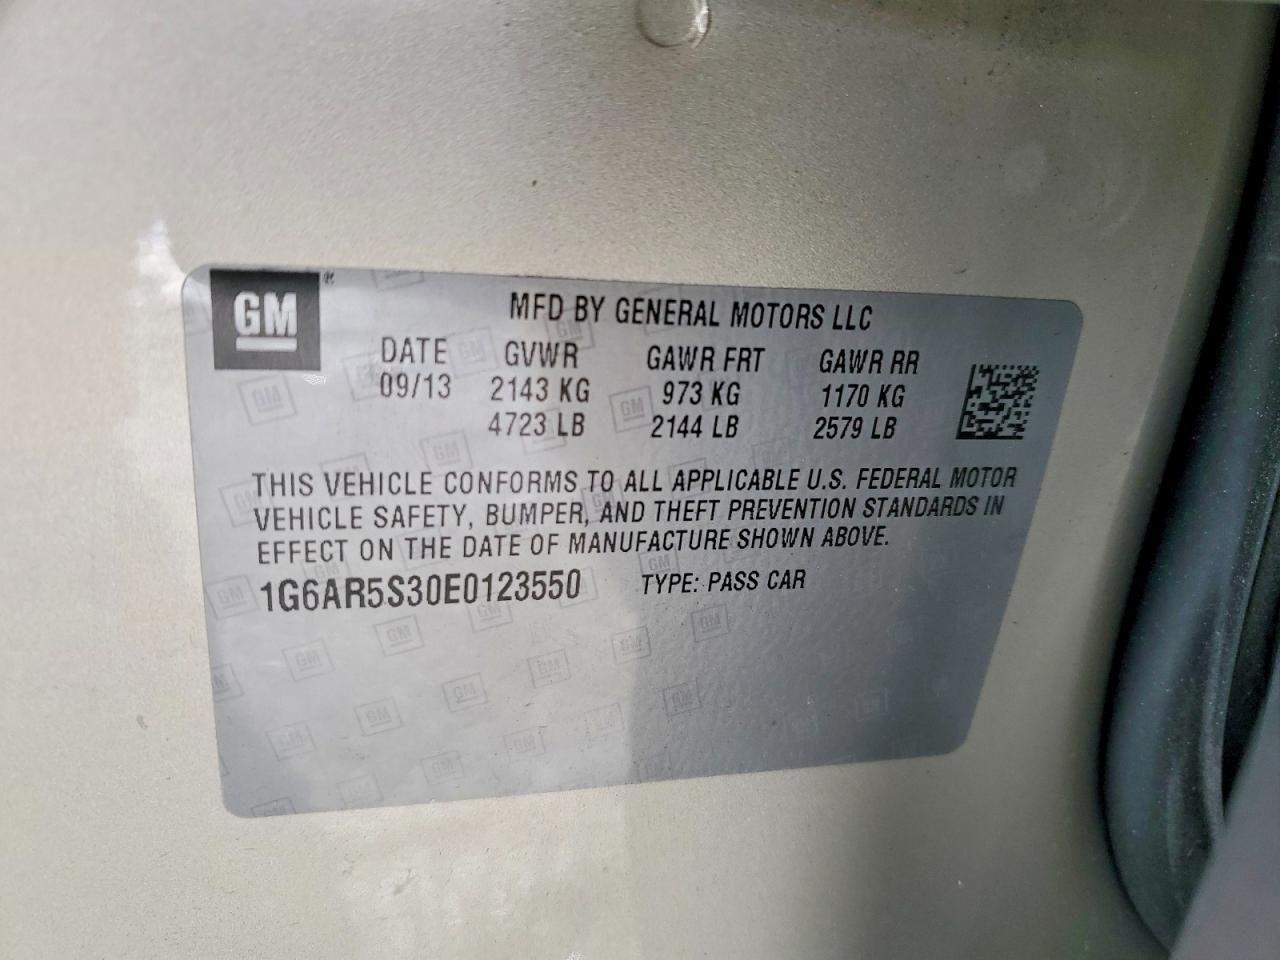 GM ®
MFD BY GENERAL MOTORS LLC
DATE GVWR GAWR FRT GAWR RR
09/13 2143 KG 973 KG 1170 KG
4723 LB 2144 LB 2579 LB
THIS VEHICLE CONFORMS TO ALL APPLICABLE U.S. FEDERAL MOTOR
VEHICLE SAFETY, BUMPER, AND THEFT PREVENTION STANDARDS IN
EFFECT ON THE DATE OF MANUFACTURE SHOWN ABOVE.
1G6AR5S30E0123550 TYPE: PASS CAR